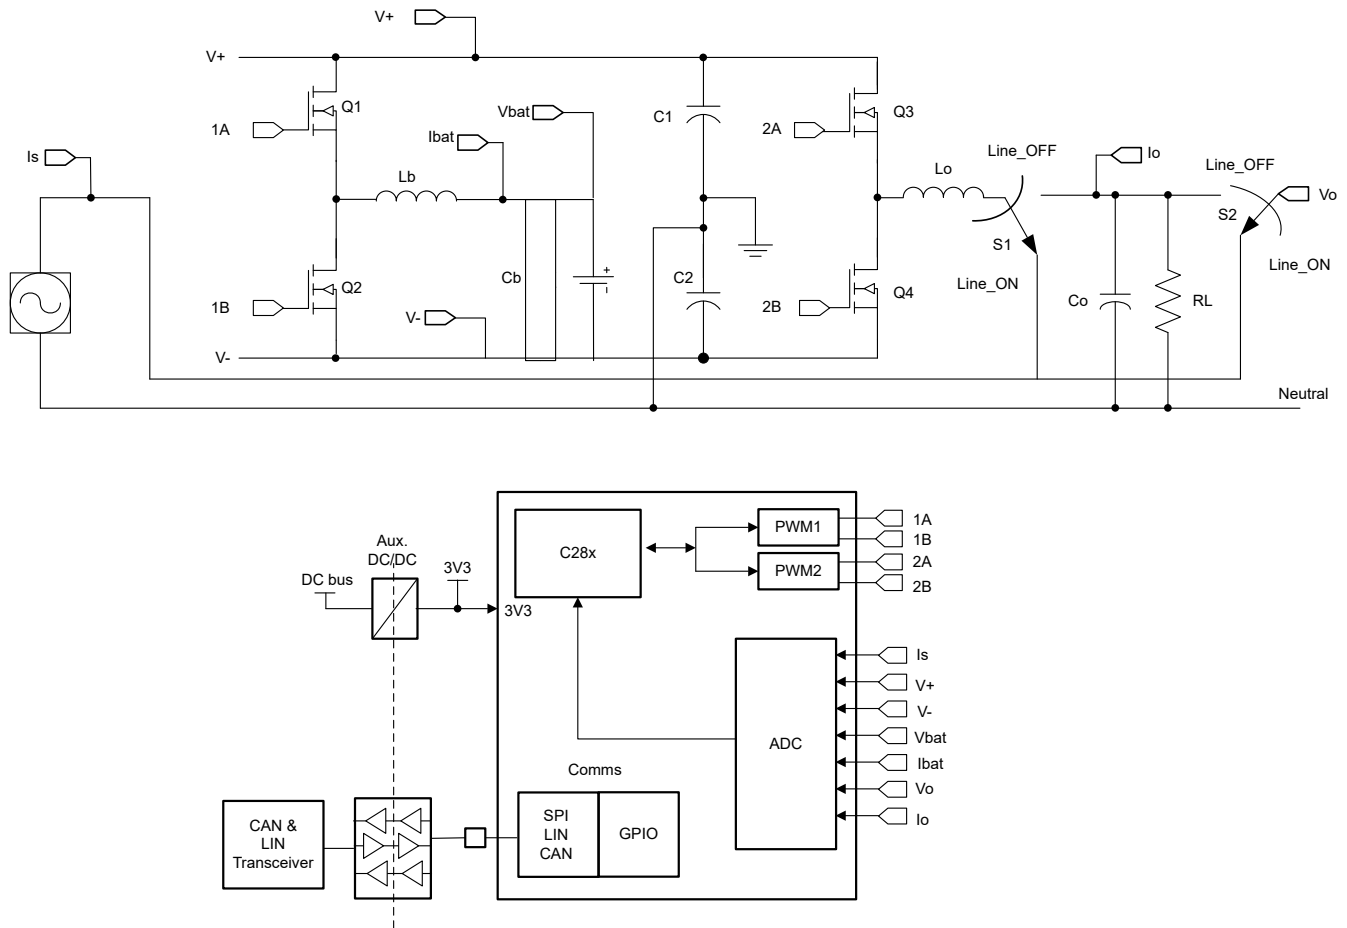 V+
V+
Q1
1A
Is
Vbat
Ibat
Lb
C1
2A
Q3
Line_OFF
Lo
Io
Line_OFF
Vo
S2
S1
Line_ON
Line_ON
Q2
1B
Cb
+
-
V-
C2
2B
Q4
Co
RL
V-
Neutral
C28x
PWM1
PWM2
1A
1B
2A
2B
Aux.
DC/DC
DC bus
3V3
3V3
Is
V+
V-
Vbat
Ibat
Vo
Io
ADC
Comms
SPI
LIN
CAN
GPIO
CAN &
LIN
Transceiver